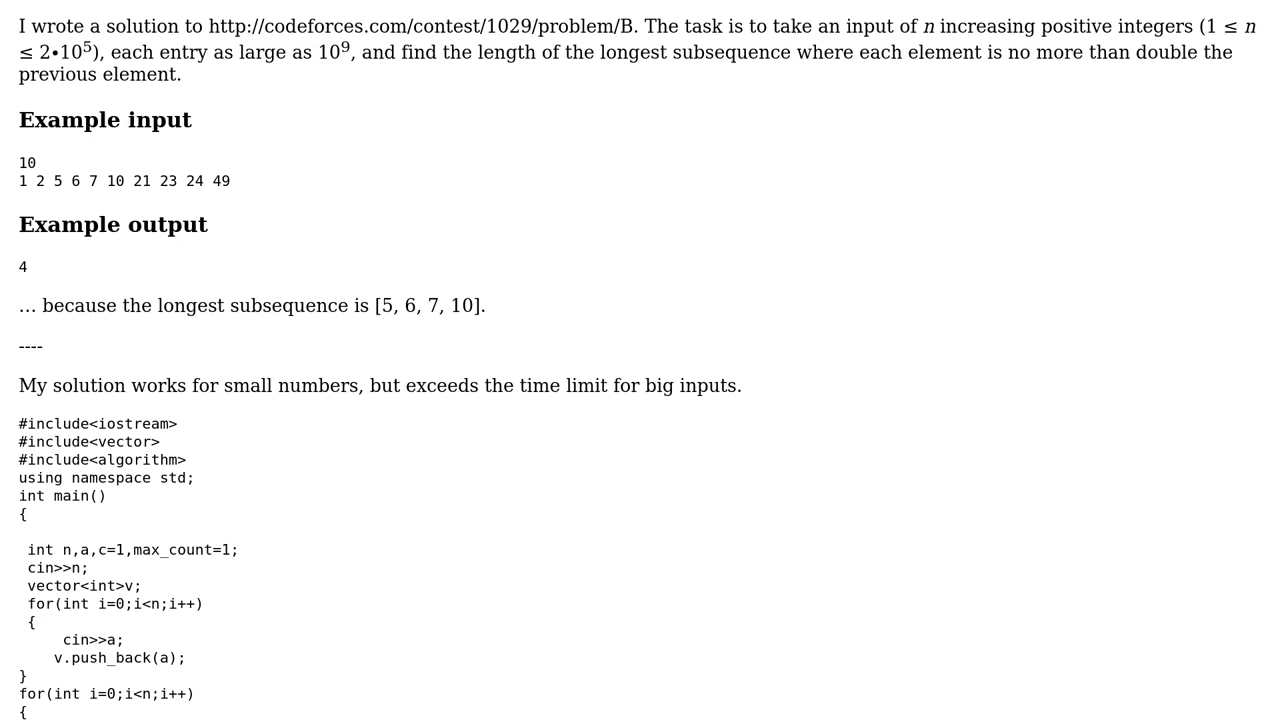 I wrote a solution to http://codeforces.com/contest/1029/problem/B. The task is to take an input of n increasing positive integers (1 ≤ n
≤ 2•10⁵), each entry as large as 10⁹, and find the length of the longest subsequence where each element is no more than double the
previous element.
Example input
10
1 2 5 6 7 10 21 23 24 49
Example output
4
… because the longest subsequence is [5, 6, 7, 10].
----
My solution works for small numbers, but exceeds the time limit for big inputs.
#include<iostream>
#include<vector>
#include<algorithm>
using namespace std;
int main()
{
 int n,a,c=1,max_count=1;
 cin>>n;
 vector<int>v;
 for(int i=0;i<n;i++)
 {
     cin>>a;
    v.push_back(a);
}
for(int i=0;i<n;i++)
{